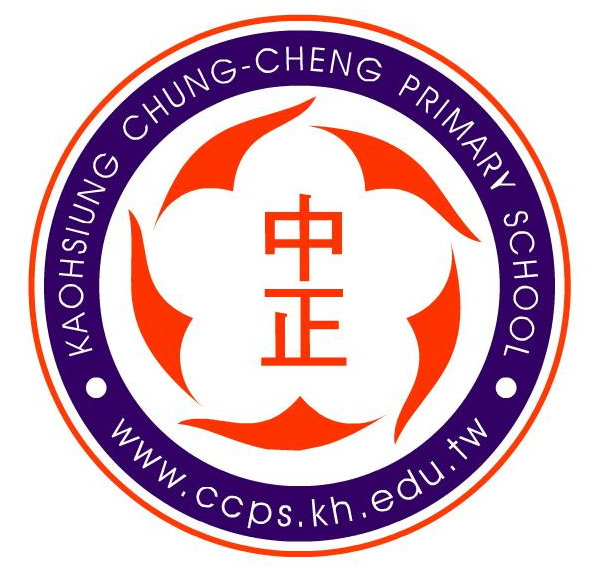 KAOHSIUNG CHUNG-CHENG PRIMARY SCHOOL
中
正
www.ccps.kh.edu.tw